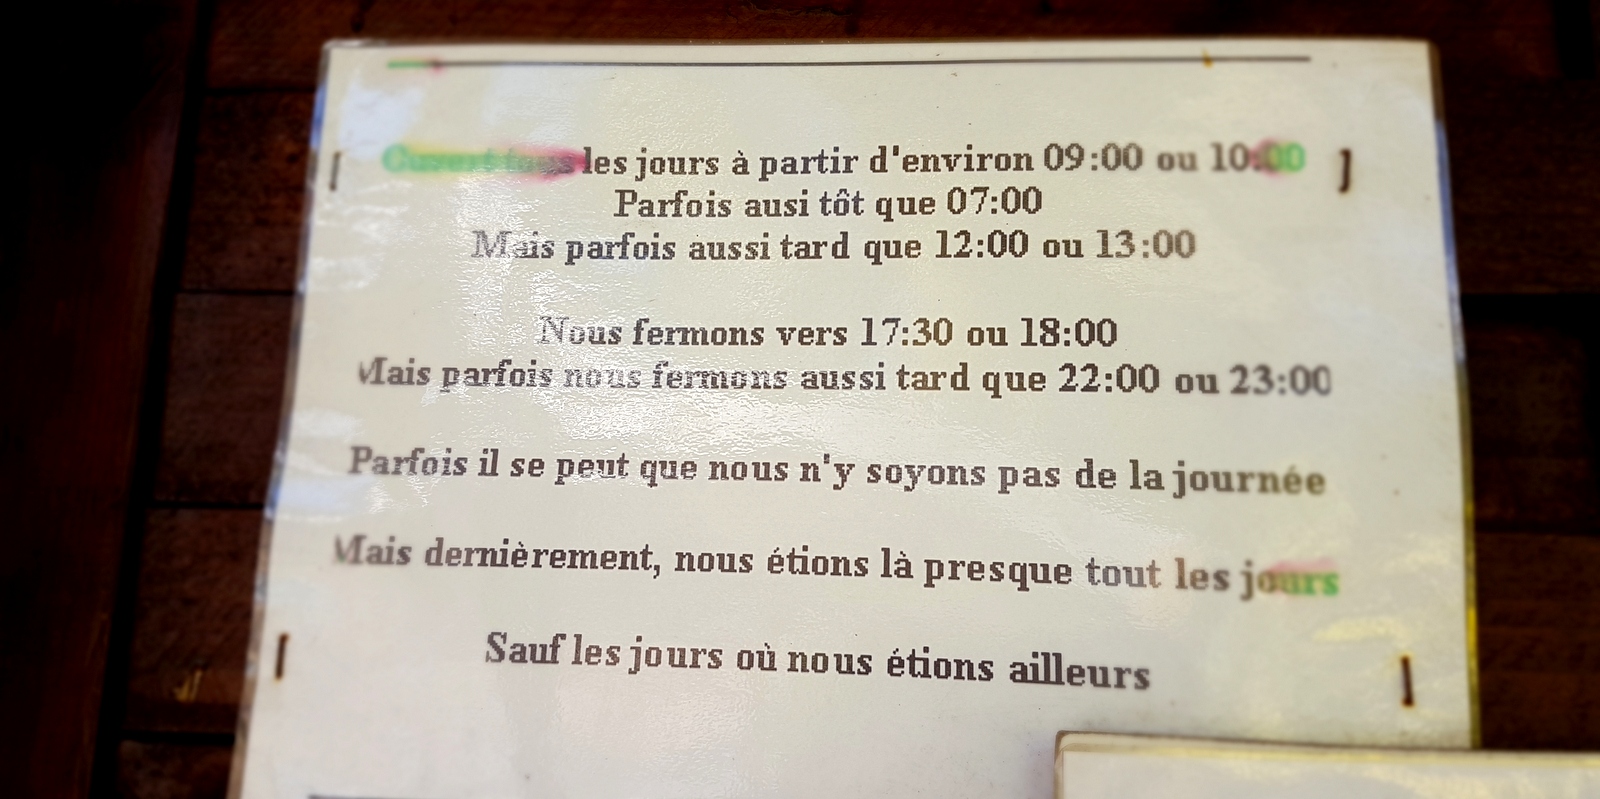 Ouvert tous les jours à partir d'environ 09:00 ou 10:00
Parfois ausi tôt que 07:00
Mais parfois aussi tard que 12:00 ou 13:00
Nous fermons vers 17:30 ou 18:00
Mais parfois nous fermons aussi tard que 22:00 ou 23:00
Parfois il se peut que nous n'y soyons pas de la journée
Mais dernièrement, nous étions là presque tout les jours
Sauf les jours où nous étions ailleurs